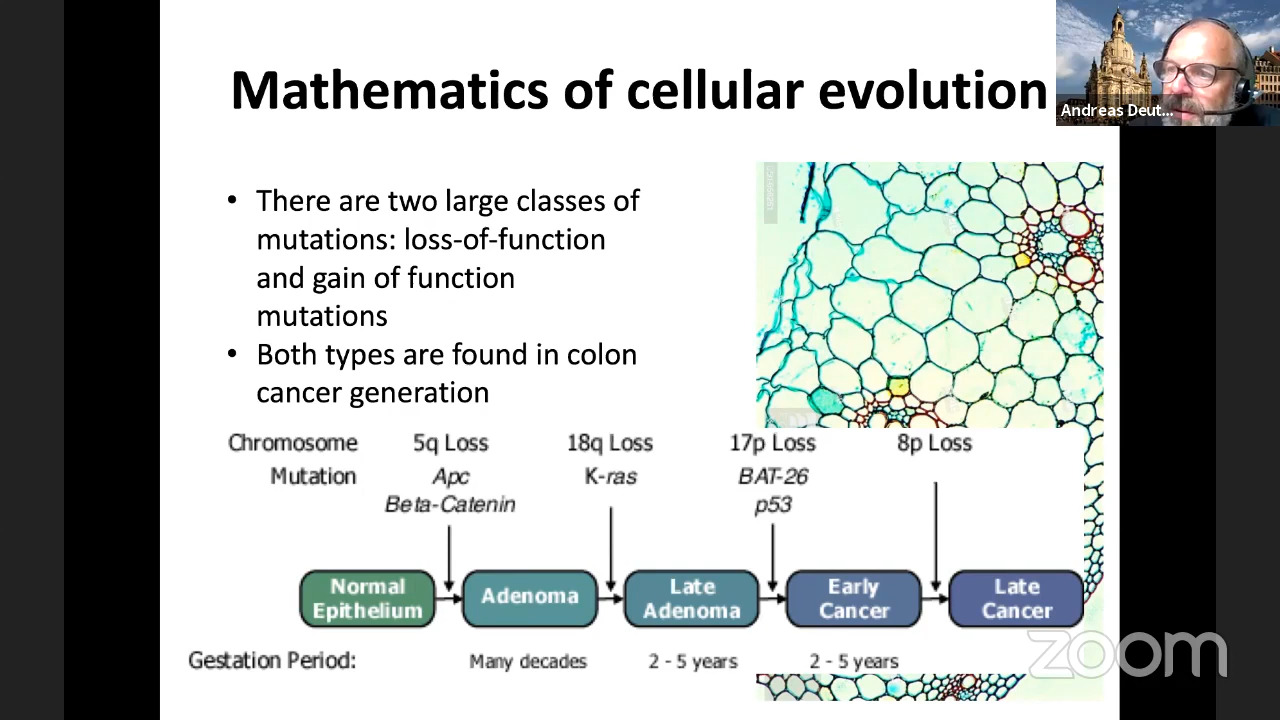 Mathematics of cellular evolution
Andreas Deut...
• There are two large classes of
mutations: loss-of-function
and gain of function
mutations
• Both types are found in colon
cancer generation
Chromosome 5q Loss 18q Loss 17p Loss 8p Loss
Mutation Apc K-ras BAT-26
Beta-Catenin p53
Normal Epithelium Adenoma Late Adenoma Early Cancer Late Cancer
Gestation Period: Many decades 2 - 5 years 2 - 5 years
zoom